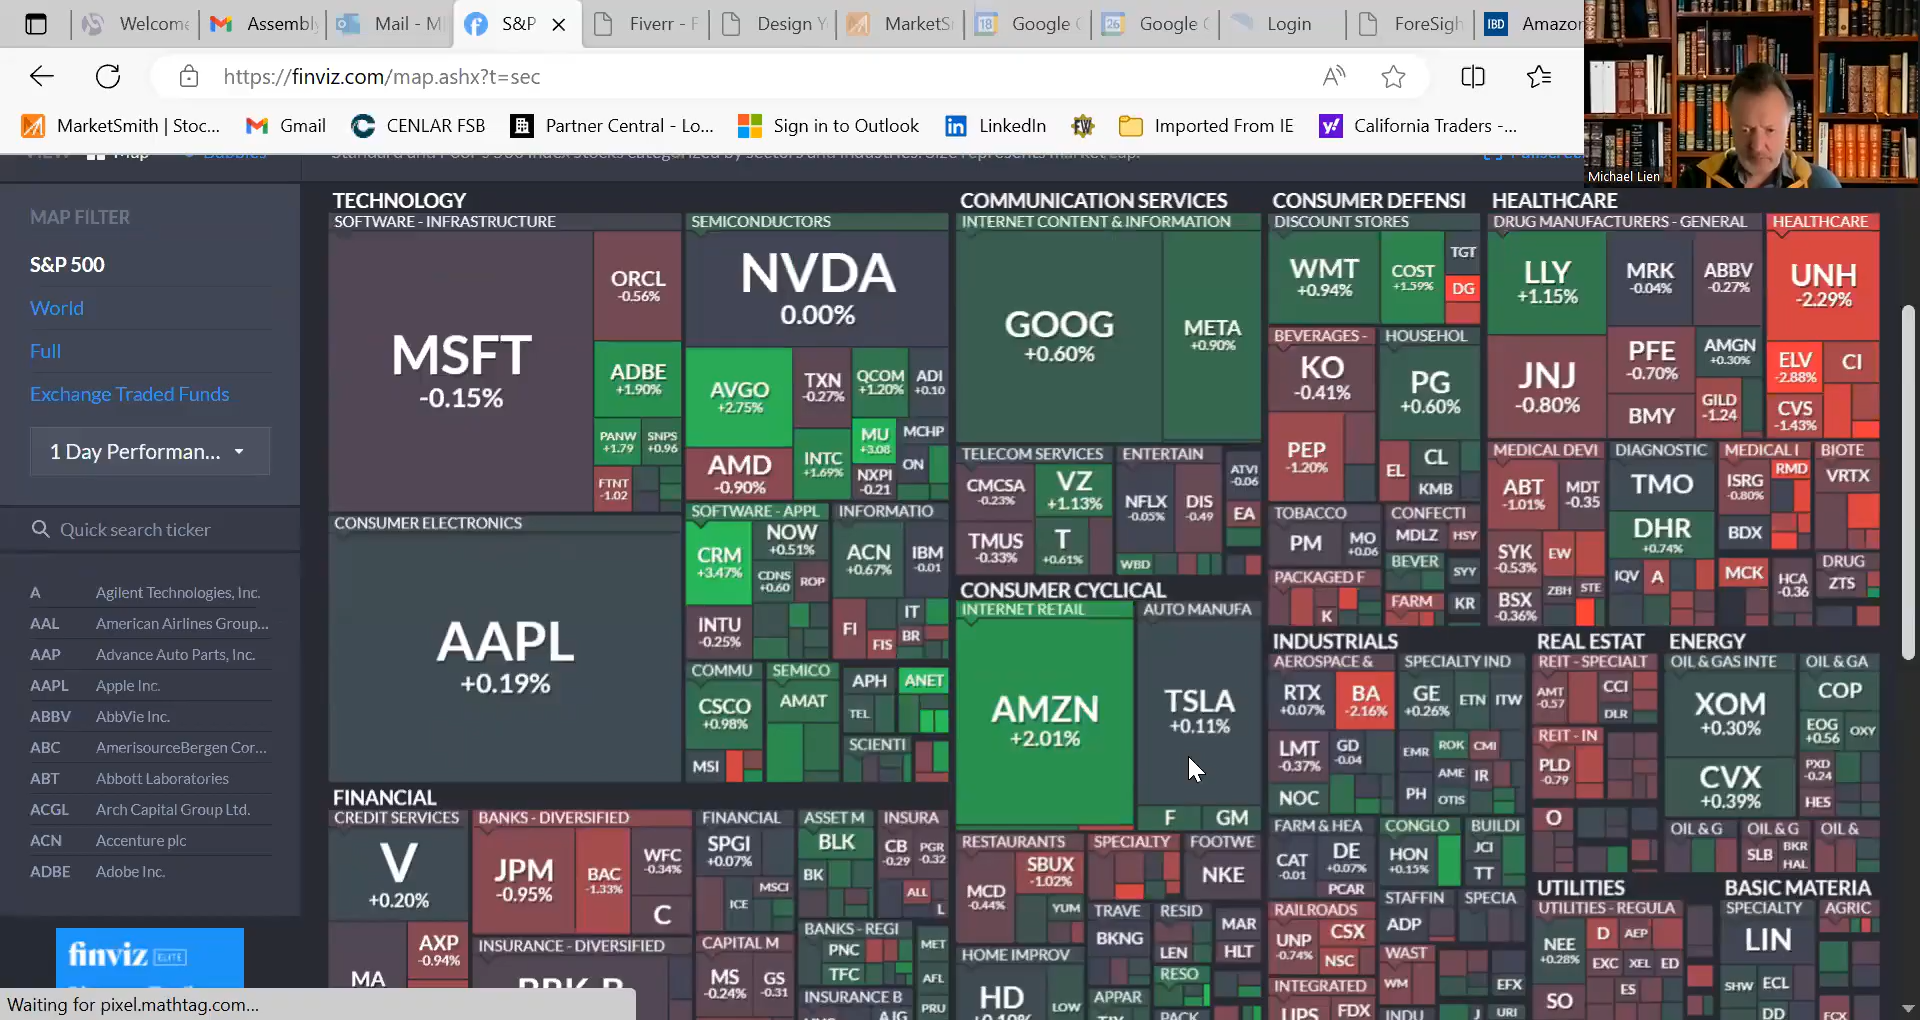 Welcome
Assembly
Mail - M
S&P
Fiverr - F
Design Y
MarketS
Google C
Google C
Login
ForeSigh
IBD
Amazon
https://finviz.com/map.ashx?t=sec
MarketSmith | Stoc...
Gmail
CENLAR FSB
Partner Central - Lo...
Sign in to Outlook
LinkedIn
Imported From IE
California Traders -...
Michael Lien
MAP FILTER
S&P 500
World
Full
Exchange Traded Funds
1 Day Performan...
Quick search ticker
A Agilent Technologies, Inc.
AAL American Airlines Group...
AAP Advance Auto Parts, Inc.
AAPL Apple Inc.
ABBV AbbVie Inc.
ABC AmerisourceBergen Cor...
ABT Abbott Laboratories
ACGL Arch Capital Group Ltd.
ACN Accenture plc
ADBE Adobe Inc.
finviz ELITE
Waiting for pixel.mathtag.com...
TECHNOLOGY
SOFTWARE - INFRASTRUCTURE
MSFT
-0.15%
ORCL
-0.56%
ADBE
+1.90%
PANW
+1.79
SNPS
+0.96
FTNT
-1.02
SEMICONDUCTORS
NVDA
0.00%
AVGO
+2.75%
TXN
-0.27%
QCOM
+1.20%
ADI
+0.10
AMD
-0.90%
INTC
+1.69%
MU
+3.08
MCHP
NXPI
-0.21
ON
CONSUMER ELECTRONICS
AAPL
+0.19%
SOFTWARE - APPL
CRM
+3.47%
NOW
+0.51%
CDNS
+0.60
ROP
INTU
-0.25%
INFORMATIO
ACN
+0.67%
IBM
-0.01
FI
IT
FIS
BR
COMMU
CSCO
+0.98%
MSI
SEMICO
AMAT
APH
ANET
TEL
SCIENTI
COMMUNICATION SERVICES
INTERNET CONTENT & INFORMATION
GOOG
+0.60%
META
+0.90%
TELECOM SERVICES
CMCSA
-0.23%
VZ
+1.13%
TMUS
-0.33%
T
+0.61%
ENTERTAIN
NFLX
-0.05%
DIS
-0.49
ATVI
-0.06
EA
WBD
CONSUMER CYCLICAL
INTERNET RETAIL
AMZN
+2.01%
AUTO MANUFA
TSLA
+0.11%
F
GM
RESTAURANTS
MCD
-0.44%
SBUX
-1.02%
YUM
SPECIALTY
FOOTWE
NKE
TRAVE
BKNG
RESID
LEN
MAR
HLT
HOME IMPROV
HD
LOW
APPAR
RESO
PACK
CONSUMER DEFENSI
DISCOUNT STORES
WMT
+0.94%
COST
+1.59%
TGT
DG
BEVERAGES -
KO
-0.41%
PEP
-1.20%
HOUSEHOL
PG
+0.60%
EL
CL
KMB
TOBACCO
PM
MO
+0.06
CONFECTI
MDLZ
HSY
PACKAGED F
K
BEVER
SYY
FARM
KR
HEALTHCARE
DRUG MANUFACTURERS - GENERAL
LLY
+1.15%
MRK
-0.04%
ABBV
-0.27%
JNJ
-0.80%
PFE
-0.70%
AMGN
+0.30%
BMY
GILD
-1.24
HEALTHCARE
UNH
-2.29%
ELV
-2.88%
CI
CVS
-1.43%
MEDICAL DEVI
ABT
-1.01%
MDT
-0.35
SYK
-0.53%
EW
BSX
-0.36%
ZBH
STE
DIAGNOSTIC
TMO
DHR
+0.74%
IQV
A
MEDICAL I
ISRG
-0.80%
RMD
BDX
MCK
HCA
-0.36
BIOTE
VRTX
DRUG
ZTS
INDUSTRIALS
AEROSPACE &
RTX
+0.07%
BA
-2.16%
LMT
-0.37%
GD
-0.04
NOC
SPECIALTY IND
GE
+0.26%
ETN
ITW
EMR
ROK
CMI
AME
IR
PH
OTIS
FARM & HEA
CAT
-0.01
DE
+0.07%
PCAR
CONGLO
HON
+0.15%
BUILDI
JCI
TT
RAILROADS
UNP
-0.74%
CSX
NSC
STAFFIN
ADP
SPECIA
WAST
WM
EFX
INTEGRATED
UPS
FDX
INDU
J
URI
REAL ESTAT
REIT - SPECIALT
AMT
-0.57
CCI
DLR
REIT - IN
PLD
-0.79
O
ENERGY
OIL & GAS INTE
XOM
+0.30%
CVX
+0.39%
OIL & GA
COP
EOG
+0.56
OXY
PXD
-0.24
HES
OIL & G
OIL & G
SLB
BKR
HAL
OIL &
UTILITIES
UTILITIES - REGULA
NEE
+0.28%
D
AEP
EXC
XEL
ED
SO
ES
BASIC MATERIA
SPECIALTY
LIN
SHW
ECL
DD
AGRIC
FCX
FINANCIAL
CREDIT SERVICES
V
+0.20%
MA
AXP
-0.94%
BANKS - DIVERSIFIED
JPM
-0.95%
BAC
-1.33%
WFC
-0.34%
C
INSURANCE - DIVERSIFIED
BRK-B
FINANCIAL
SPGI
+0.07%
MSCI
ICE
CAPITAL M
MS
-0.24%
GS
-0.31
ASSET M
BLK
BK
INSURA
CB
-0.29
PGR
-0.32
ALL
L
BANKS - REGI
PNC
TFC
MET
AFL
PRU
INSURANCE B
AJG